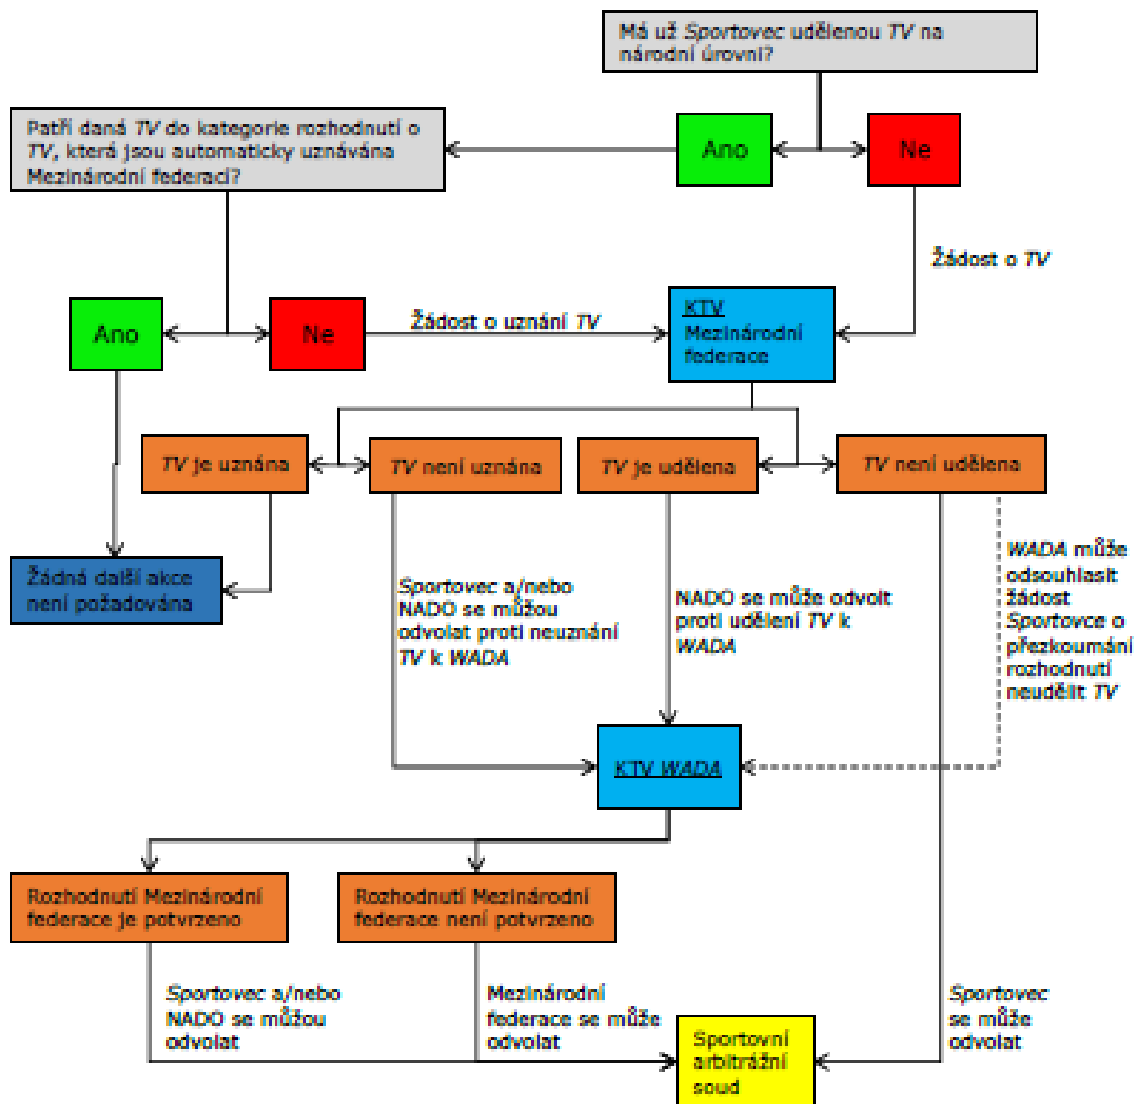 Má už Sportovec udělenou TV na
národní úrovni?
Patří daná TV do kategorie rozhodnutí o
TV, která jsou automaticky uznávána
Mezinárodní federací?
Ano
Ne
Žádost o TV
Ano
Ne
Žádost o uznání TV
KTV
Mezinárodní
federace
TV je uznána
TV není uznána
TV je udělena
TV není udělena
Žádná další akce
není požadována
Sportovec a/nebo
NADO se můžou
odvolat proti neuznání
TV k WADA
NADO se může odvolt
proti udělení TV k
WADA
WADA může
odsouhlasit
žádost
Sportovce o
přezkoumání
rozhodnutí
neudělit TV
KTV WADA
Rozhodnutí Mezinárodní
federace je potvrzeno
Rozhodnutí Mezinárodní
federace není potvrzeno
Sportovec a/nebo
NADO se můžou
odvolat
Mezinárodní
federace se může
odvolat
Sportovní
arbitrážní
soud
Sportovec
se může
odvolat